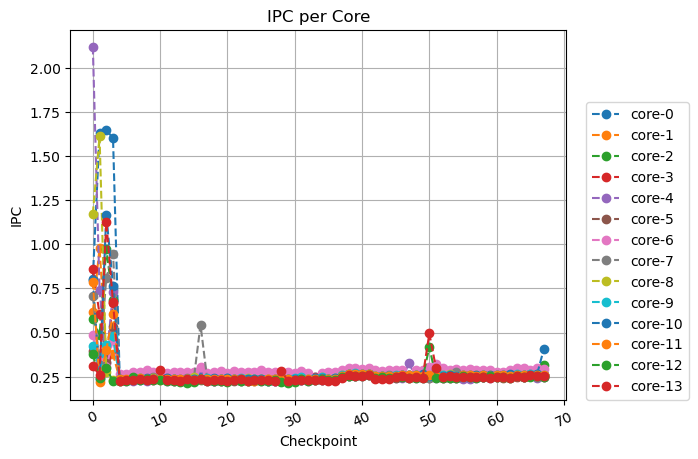 IPC per Core
2.00
1.75
1.50
1.25
1.00
0.75
0.50
0.25
IPC
0
10
20
30
40
50
60
70
Checkpoint
core-0
core-1
core-2
core-3
core-4
core-5
core-6
core-7
core-8
core-9
core-10
core-11
core-12
core-13